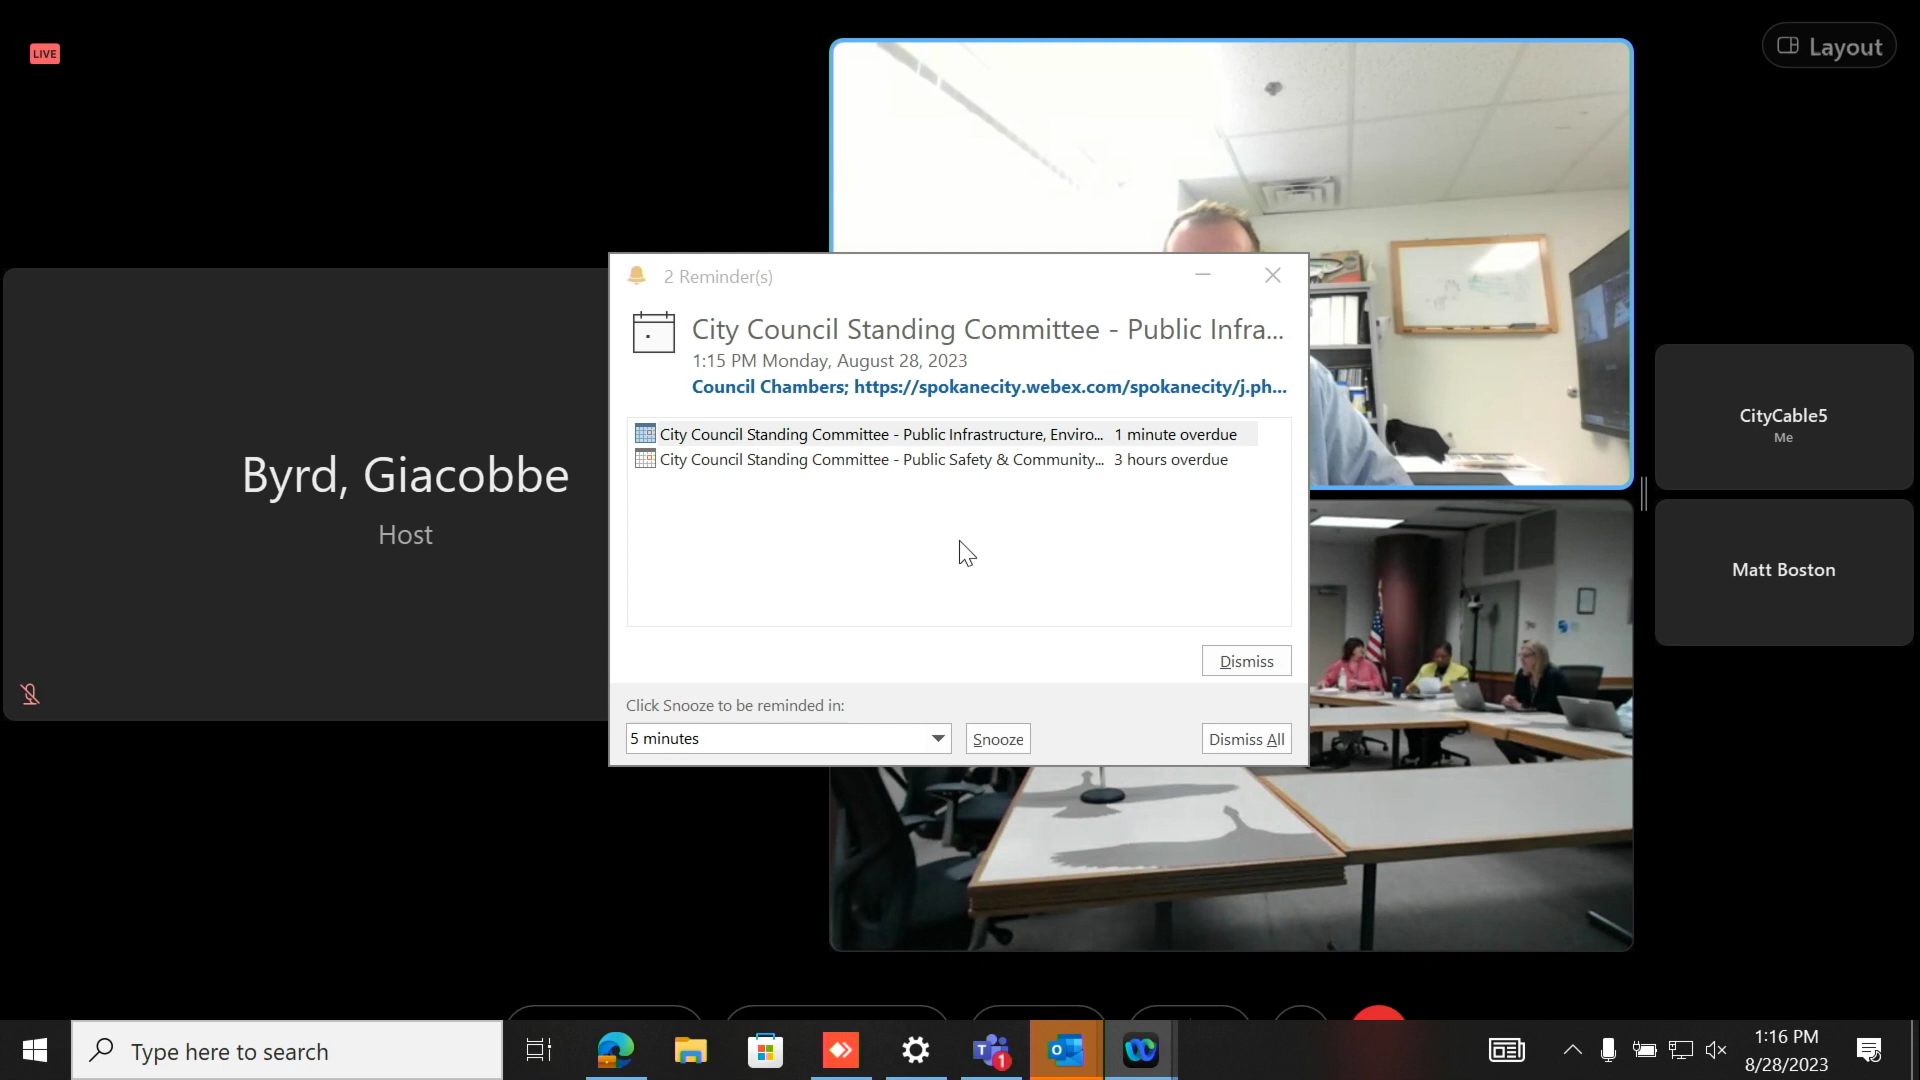 LIVE
Layout
2 Reminder(s)
City Council Standing Committee - Public Infra...
1:15 PM Monday, August 28, 2023
Council Chambers; https://spokanecity.webex.com/spokanecity/j.ph...
City Council Standing Committee - Public Infrastructure, Enviro... 1 minute overdue
City Council Standing Committee - Public Safety & Community... 3 hours overdue
Dismiss
Click Snooze to be reminded in:
5 minutes
Snooze
Dismiss All
Byrd, Giacobbe
Host
CityCable5
Me
Matt Boston
Type here to search
1
1:16 PM
8/28/2023